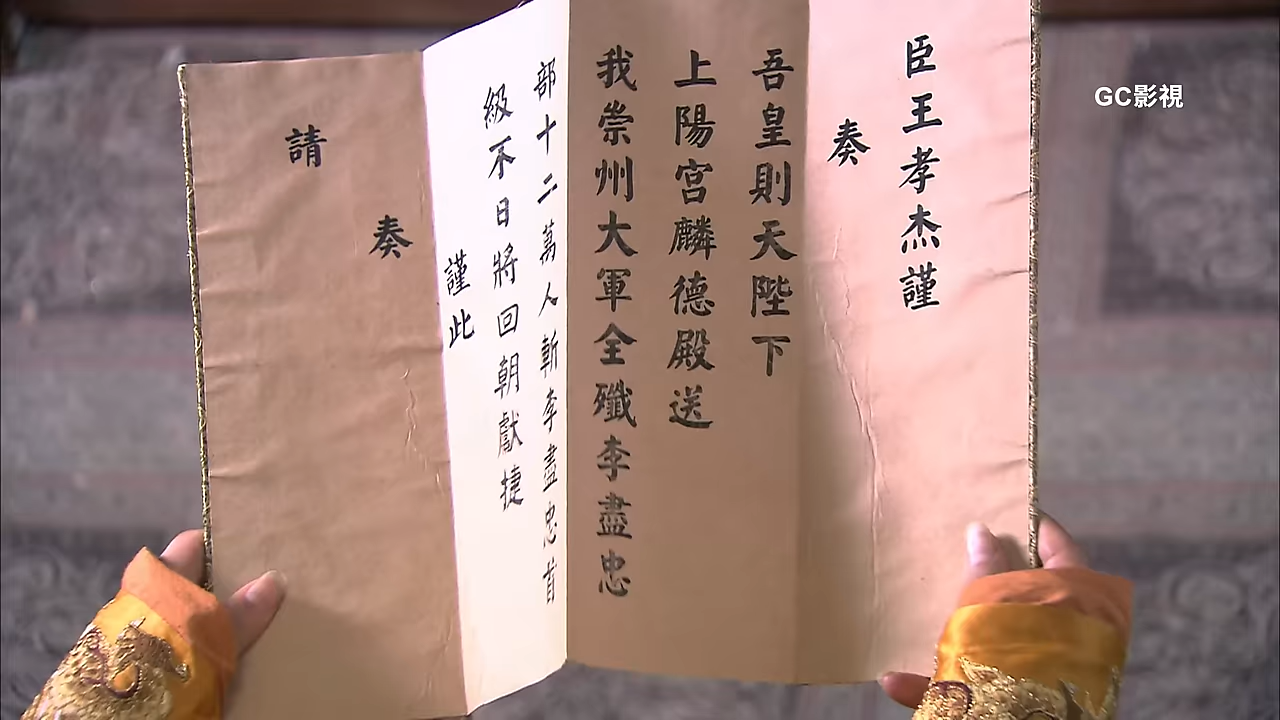 臣王孝杰謹
奏
吾皇則天陛下
上陽宮麟德殿送
我崇州大軍全殲李盡忠
部十二萬人斬李盡忠首
級不日將回朝獻捷
謹此
奏
請
GC影視